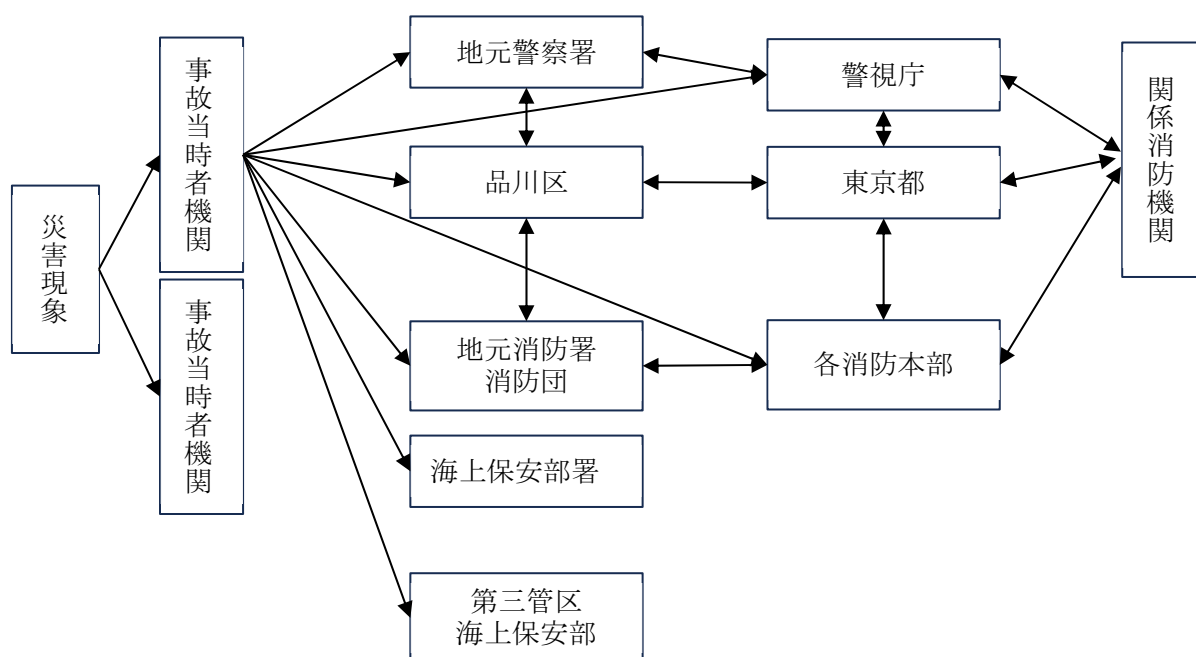 災害現象
事故当時者機関
事故当時者機関
地元警察署
品川区
地元消防署
消防団
海上保安部署
第三管区
海上保安部
警視庁
東京都
各消防本部
関係消防機関